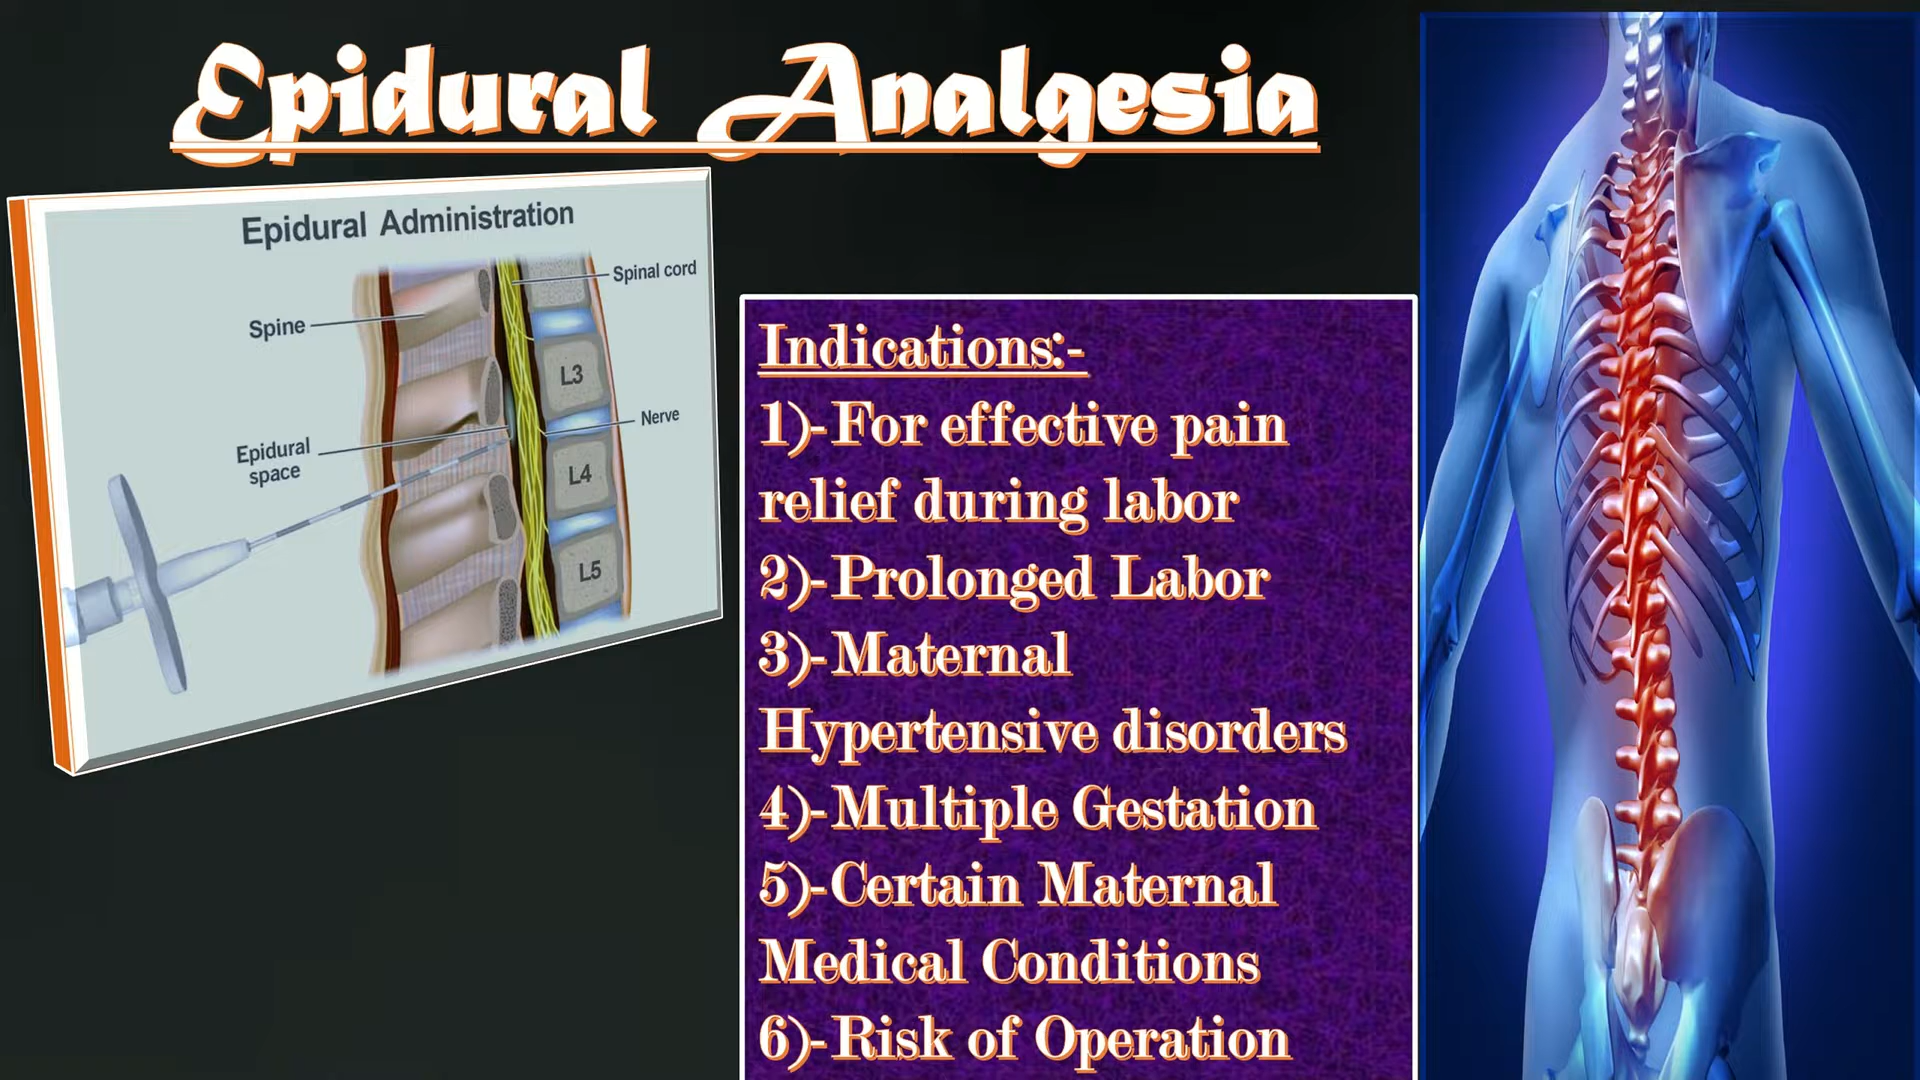 Epidural Analgesia
Epidural Administration
Spinal cord
Spine
L3
Nerve
Epidural
space
L4
L5
Indications:-
1)-For effective pain
relief during labor
2)-Prolonged Labor
3)-Maternal
Hypertensive disorders
4)-Multiple Gestation
5)-Certain Maternal
Medical Conditions
6)-Risk of Operation